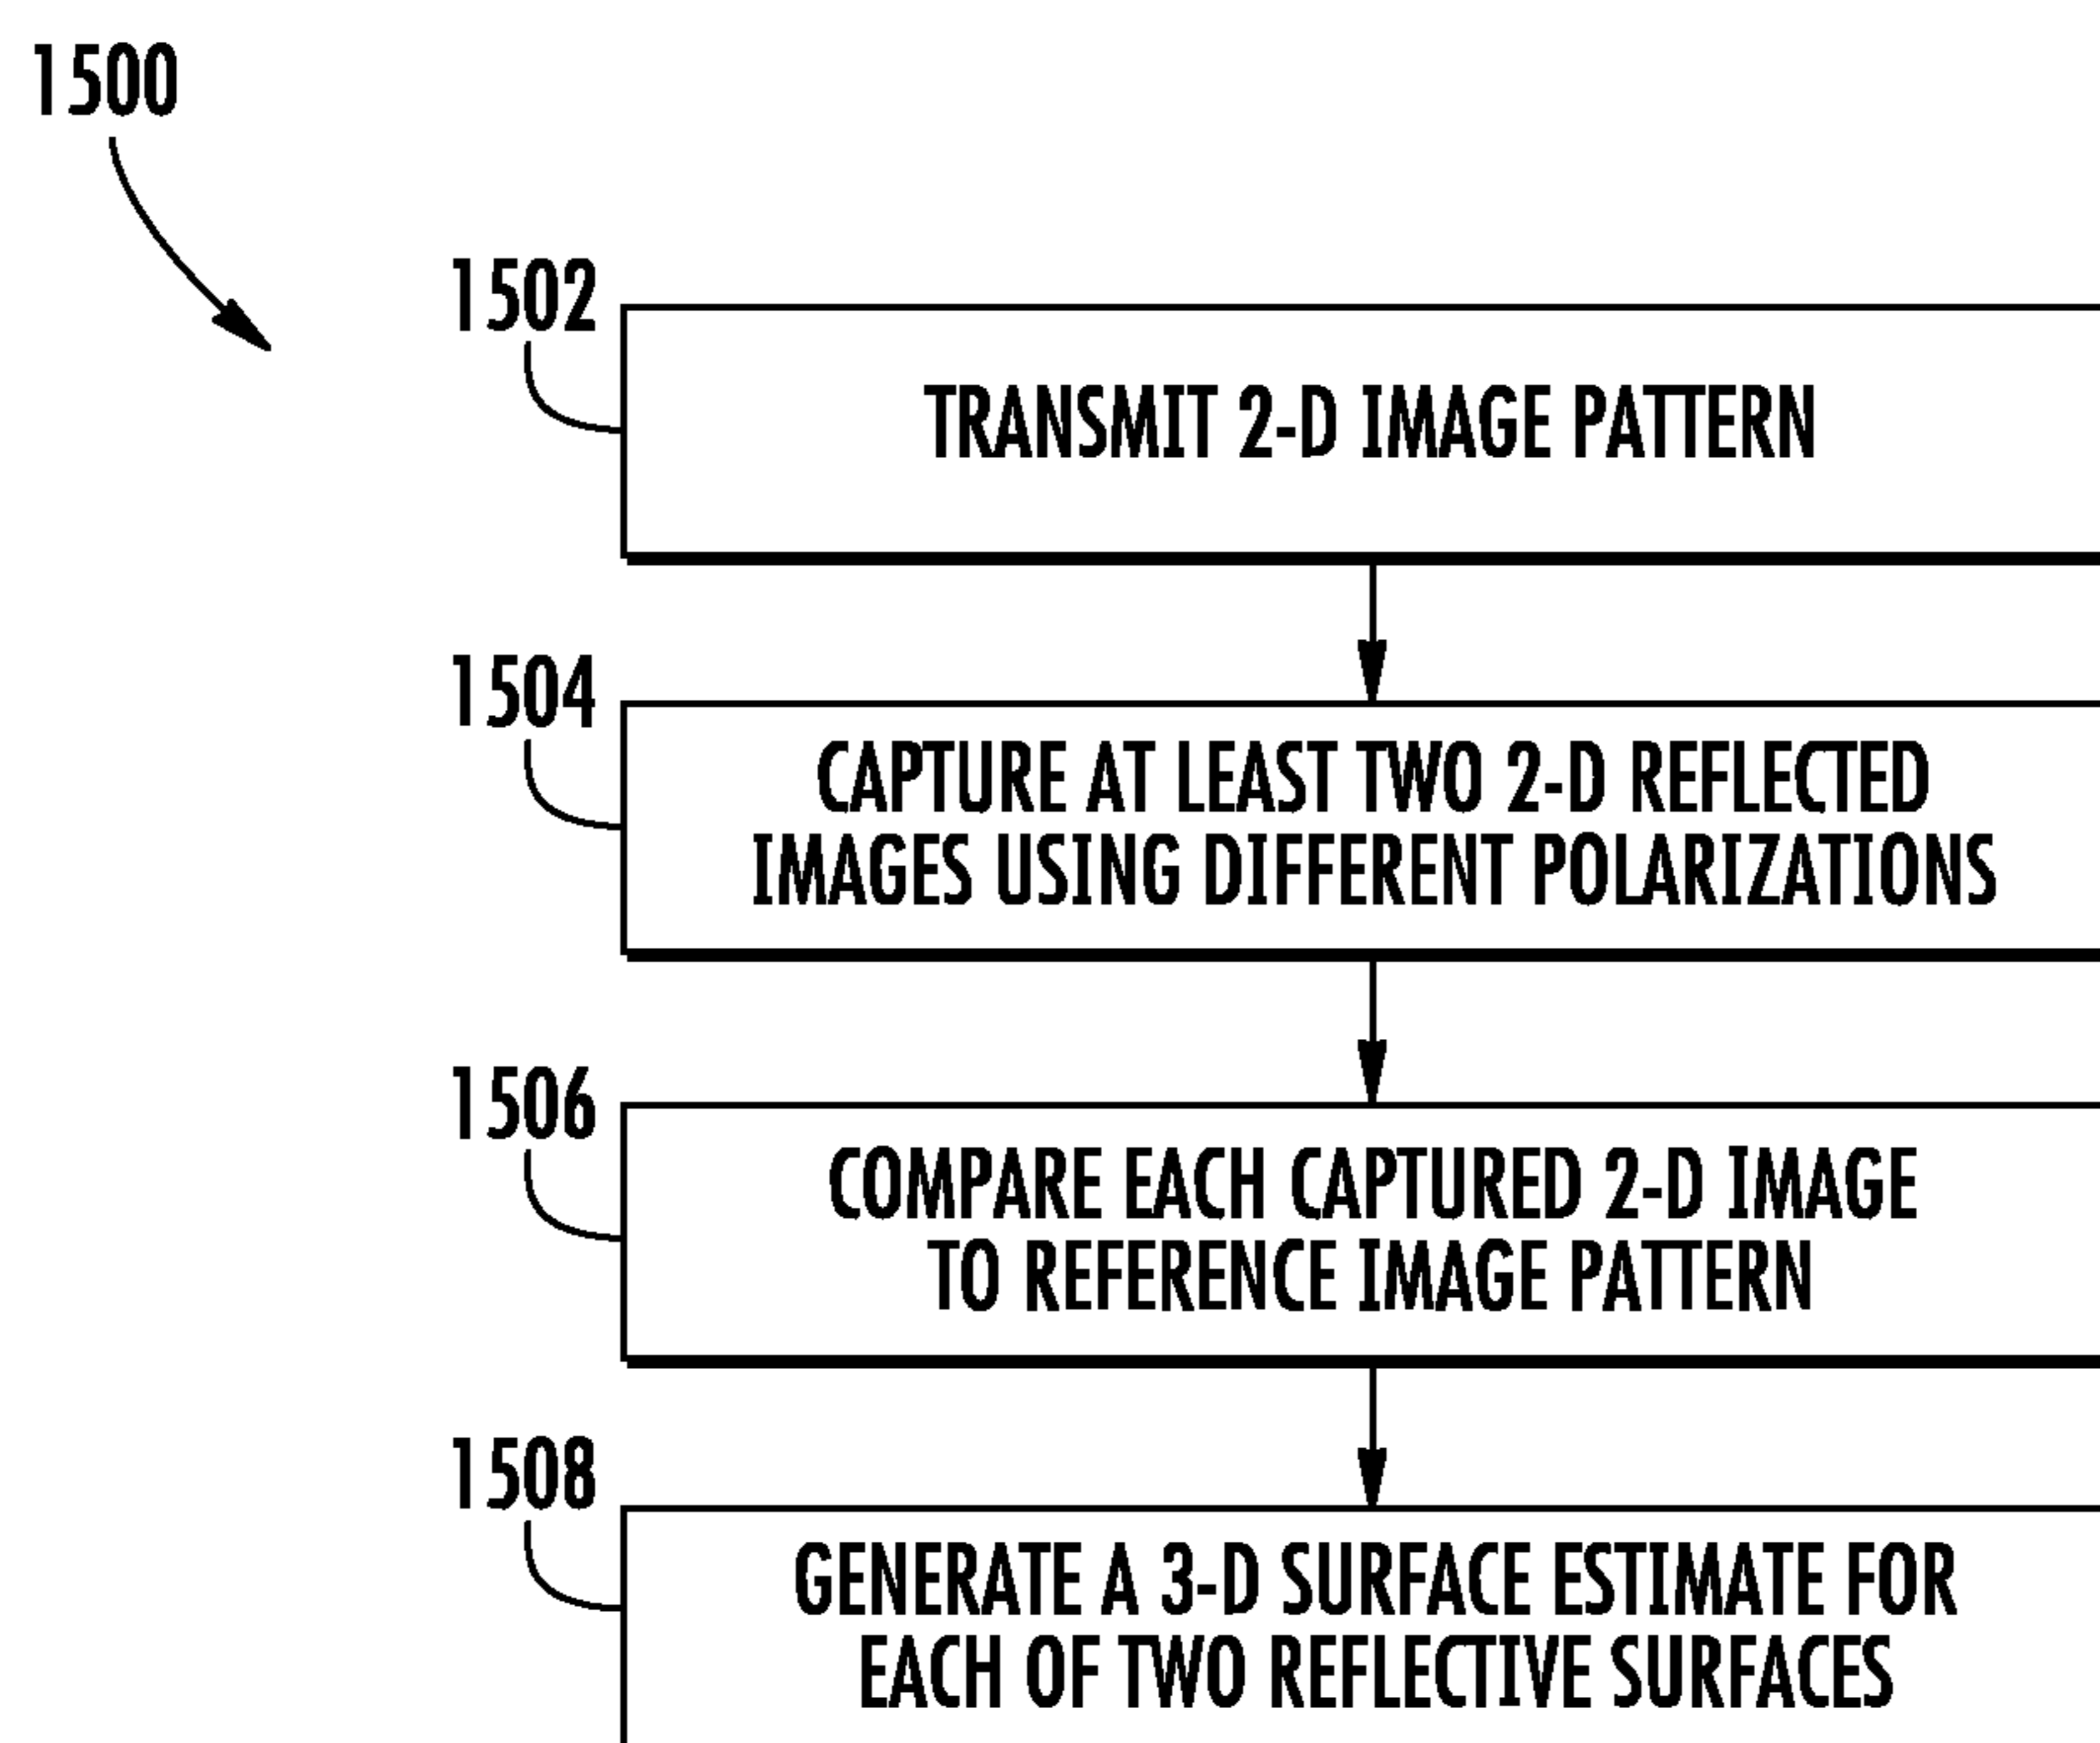 1500
1502
TRANSMIT 2-D IMAGE PATTERN
1504
CAPTURE AT LEAST TWO 2-D REFLECTED
IMAGES USING DIFFERENT POLARIZATIONS
1506
COMPARE EACH CAPTURED 2-D IMAGE
TO REFERENCE IMAGE PATTERN
1508
GENERATE A 3-D SURFACE ESTIMATE FOR
EACH OF TWO REFLECTIVE SURFACES